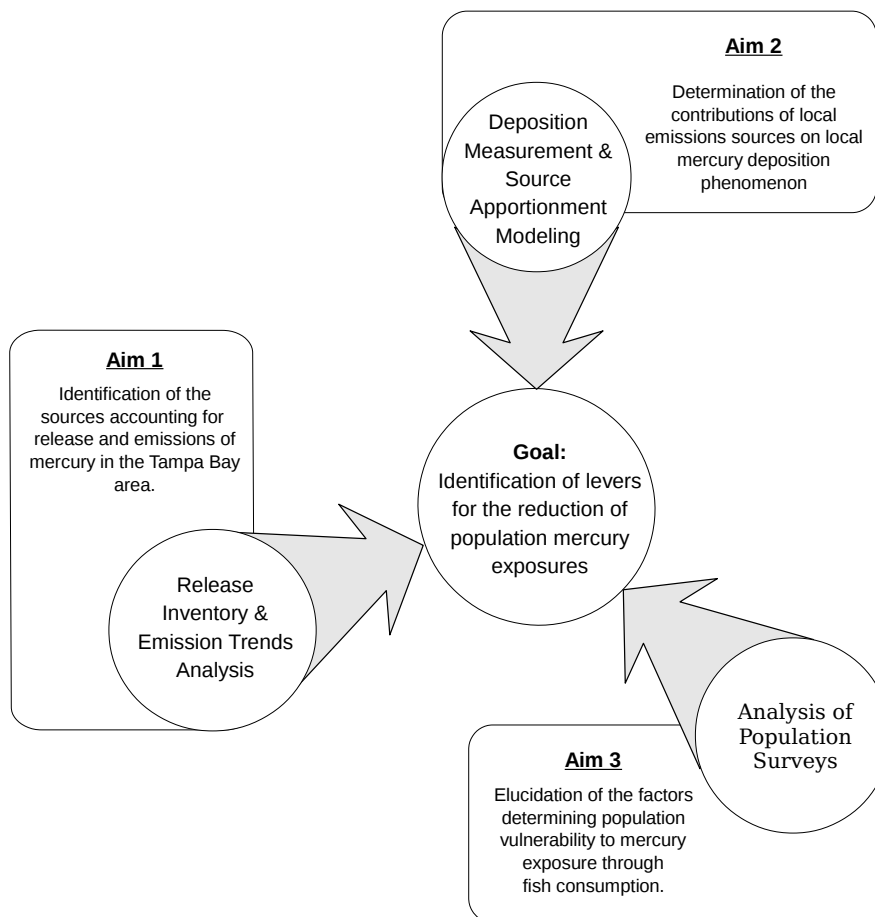 Aim 2
Determination of the
contributions of local
emissions sources on local
mercury deposition
phenomenon
Deposition
Measurement &
Source
Apportionment
Modeling
Aim 1
Identification of the
sources accounting for
release and emissions of
mercury in the Tampa Bay
area.
Goal:
Identification of levers
for the reduction of
population mercury
exposures
Release
Inventory &
Emission Trends
Analysis
Analysis of
Population
Surveys
Aim 3
Elucidation of the factors
determining population
vulnerability to mercury
exposure through
fish consumption.